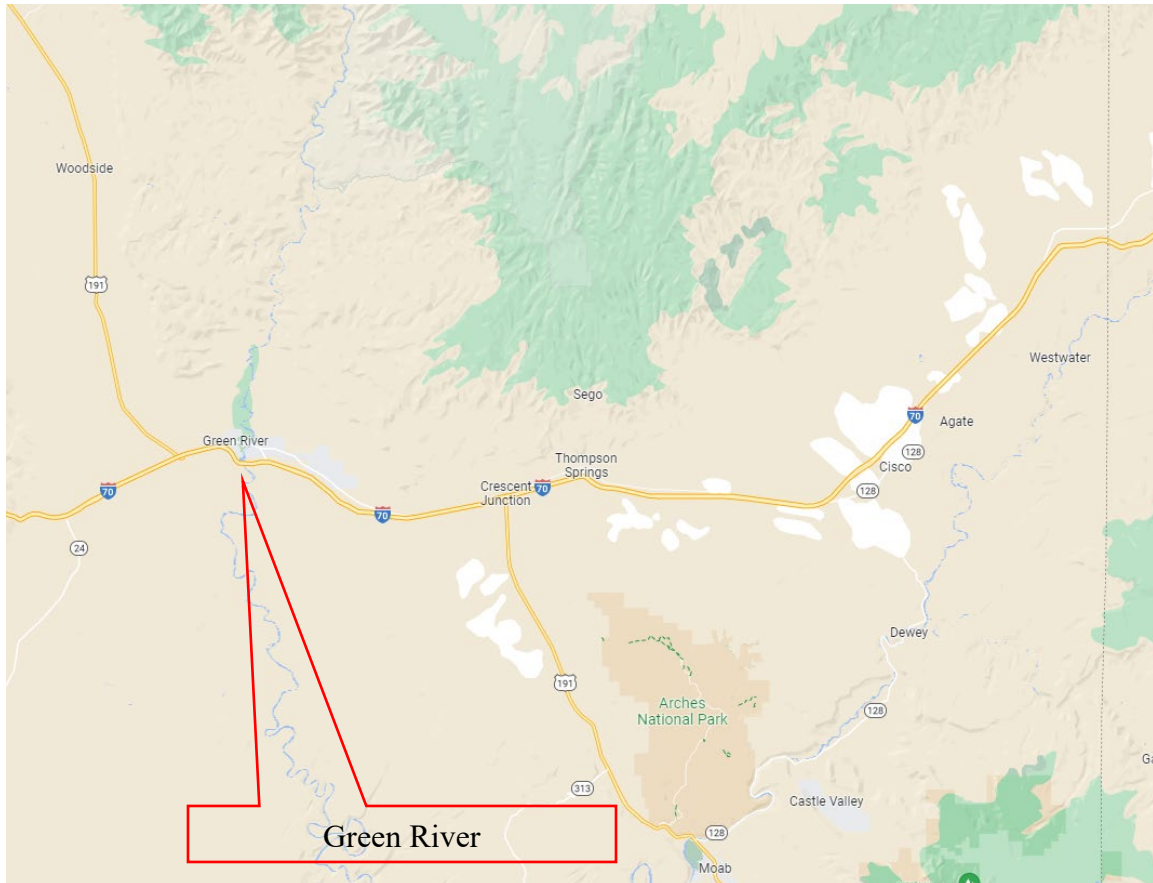 Woodside
191
Sego
Westwater
70
Agate
Green River
128
Cisco
Thompson
Springs
Crescent
Junction
70
128
70
70
24
Dewey
191
Arches
National Park
128
313
Castle Valley
Green River
128
Moab